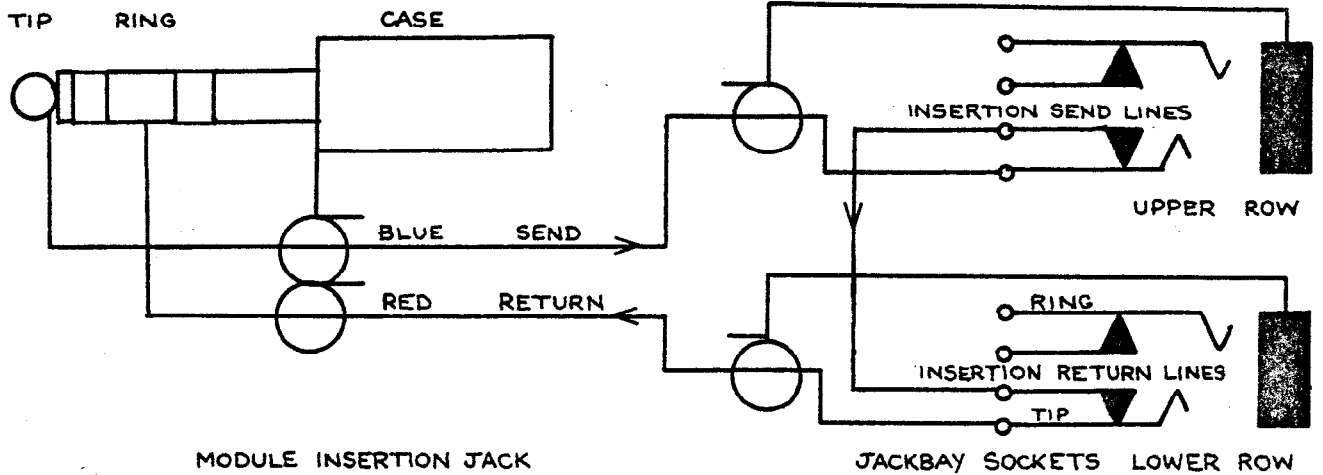 TIP RING CASE
INSERTION SEND LINES
UPPER ROW
BLUE SEND
RED RETURN
RING
INSERTION RETURN LINES
TIP
MODULE INSERTION JACK
JACKBAY SOCKETS LOWER ROW